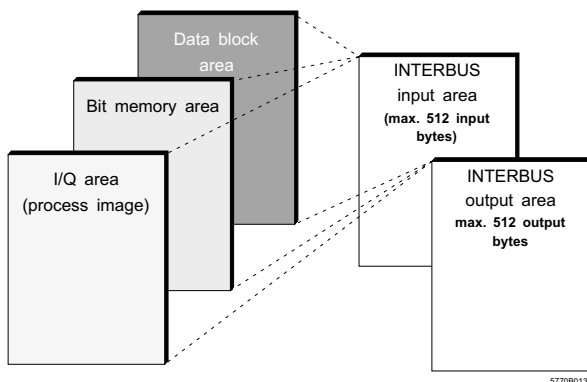 Data block
area
Bit memory area
I/Q area
(process image)
INTERBUS
input area
(max. 512 input
bytes)
INTERBUS
output area
max. 512 output
bytes
5770B013